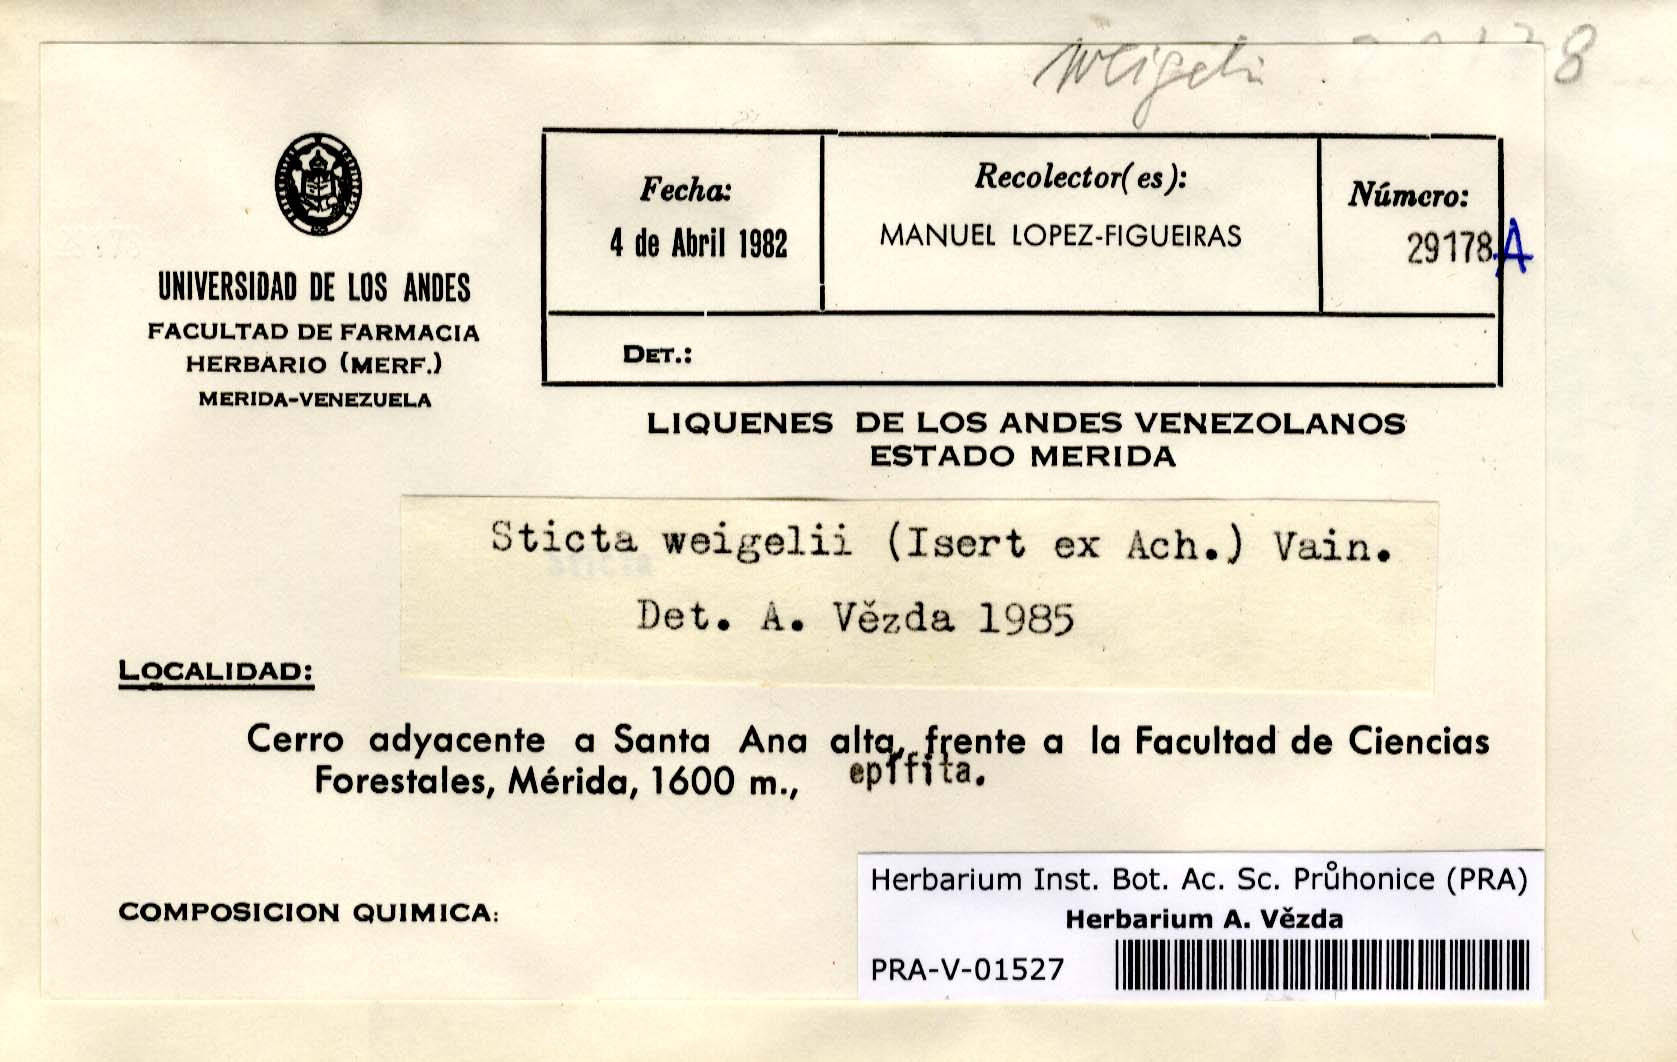 weigelii
UNIVERSIDAD DE LOS ANDES
FACULTAD DE FARMACIA
HERBARIO (MERF.)
MERIDA-VENEZUELA
Fecha:
4 de Abril 1982
Recolector(es):
MANUEL LOPEZ-FIGUEIRAS
Número:
29178 A
DET.:
LIQUENES DE LOS ANDES VENEZOLANOS
ESTADO MERIDA
Sticta weigelii (Isert ex Ach.) Vain.
Det. A. Vězda 1985
LOCALIDAD:
Cerro adyacente a Santa Ana alta, frente a la Facultad de Ciencias
Forestales, Mérida, 1600 m., epífita.
COMPOSICION QUIMICA:
Herbarium Inst. Bot. Ac. Sc. Průhonice (PRA)
Herbarium A. Vězda
PRA-V-01527